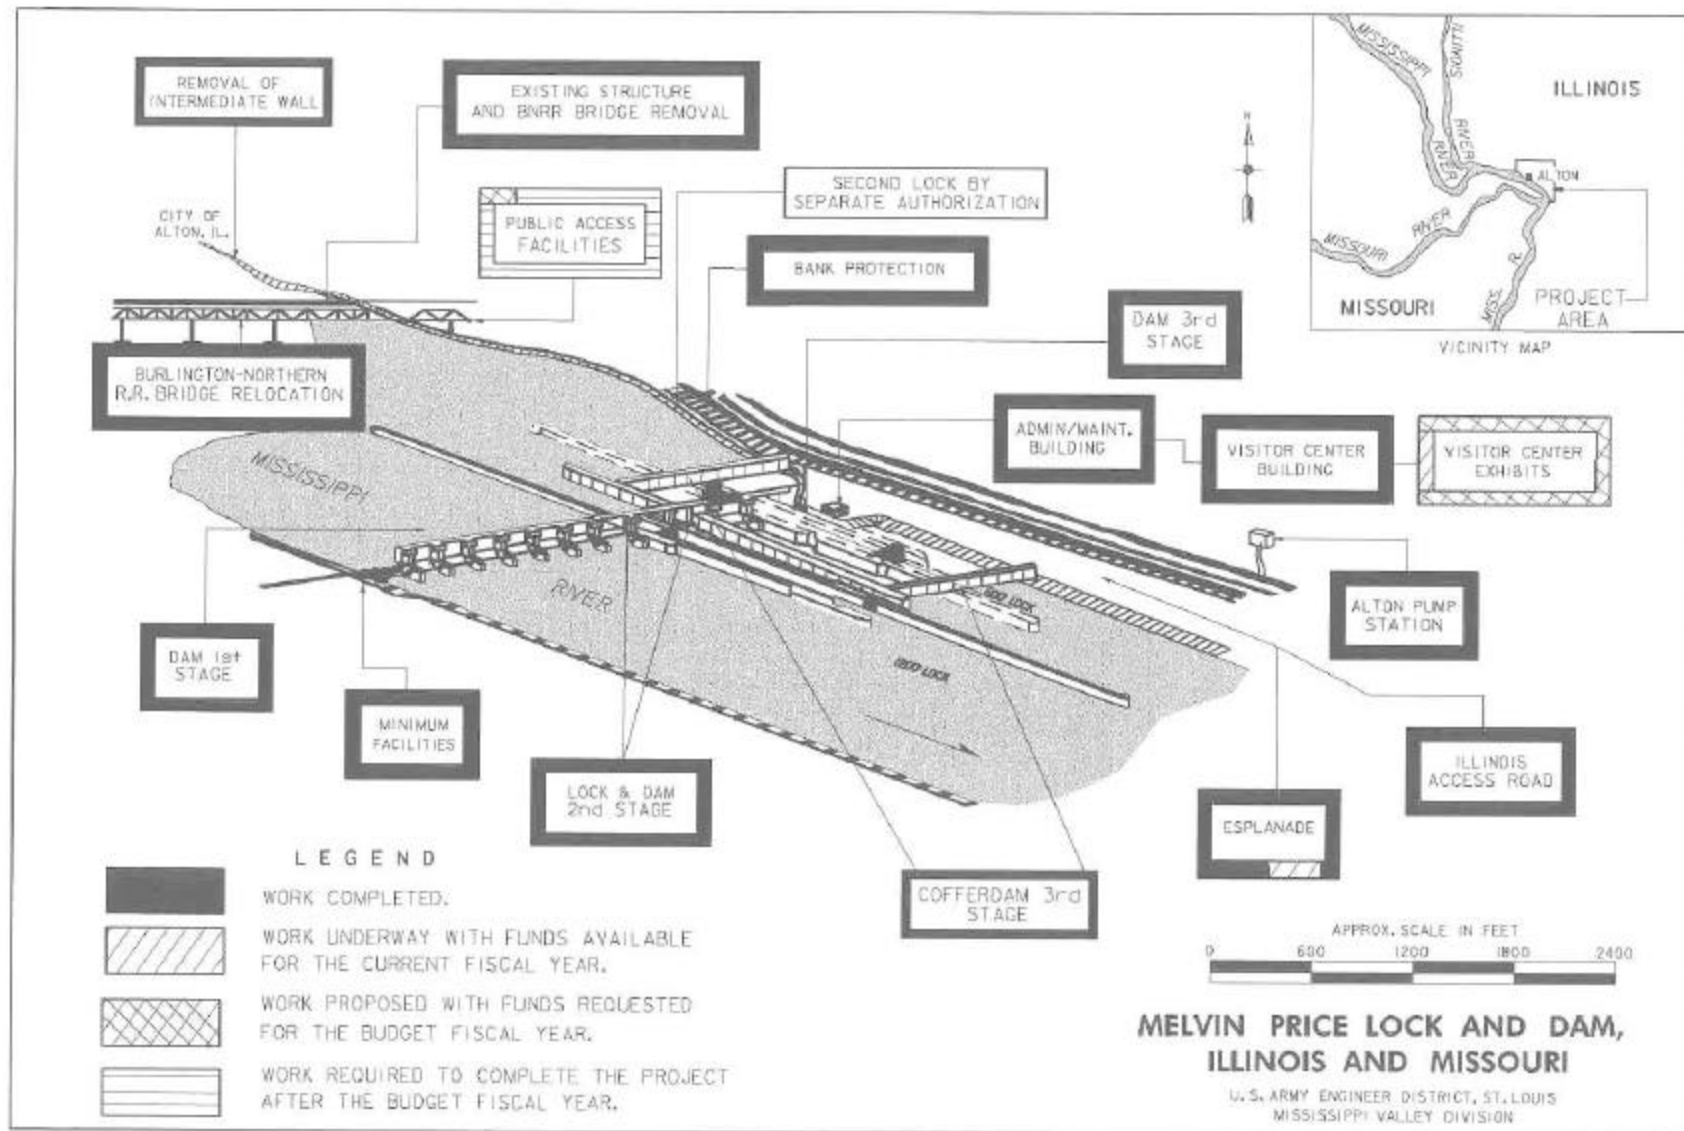 REMOVAL OF
INTERMEDIATE WALL
EXISTING STRUCTURE
AND BNRR BRIDGE REMOVAL
CITY OF
ALTON, IL.
PUBLIC ACCESS
FACILITIES
SECOND LOCK BY
SEPARATE AUTHORIZATION
BANK PROTECTION
DAM 3rd
STAGE
MISSISSIPPI
RIVER
ILLINOIS
RIVER
ILLINOIS
N
ALTON
MISSOURI
RIVER
MISS. R.
MISSOURI
PROJECT
AREA
VICINITY MAP
BURLINGTON-NORTHERN
R.R. BRIDGE RELOCATION
ADMIN/MAINT.
BUILDING
VISITOR CENTER
BUILDING
VISITOR CENTER
EXHIBITS
MISSISSIPPI
RIVER
600 LOCK
1200 LOCK
ALTON PUMP
STATION
DAM 1st
STAGE
MINIMUM
FACILITIES
LOCK & DAM
2nd STAGE
ILLINOIS
ACCESS ROAD
ESPLANADE
COFFERDAM 3rd
STAGE
LEGEND
WORK COMPLETED.
WORK UNDERWAY WITH FUNDS AVAILABLE
FOR THE CURRENT FISCAL YEAR.
WORK PROPOSED WITH FUNDS REQUESTED
FOR THE BUDGET FISCAL YEAR.
WORK REQUIRED TO COMPLETE THE PROJECT
AFTER THE BUDGET FISCAL YEAR.
APPROX. SCALE IN FEET
0 600 1200 1800 2400
MELVIN PRICE LOCK AND DAM,
ILLINOIS AND MISSOURI
U.S. ARMY ENGINEER DISTRICT, ST. LOUIS
MISSISSIPPI VALLEY DIVISION